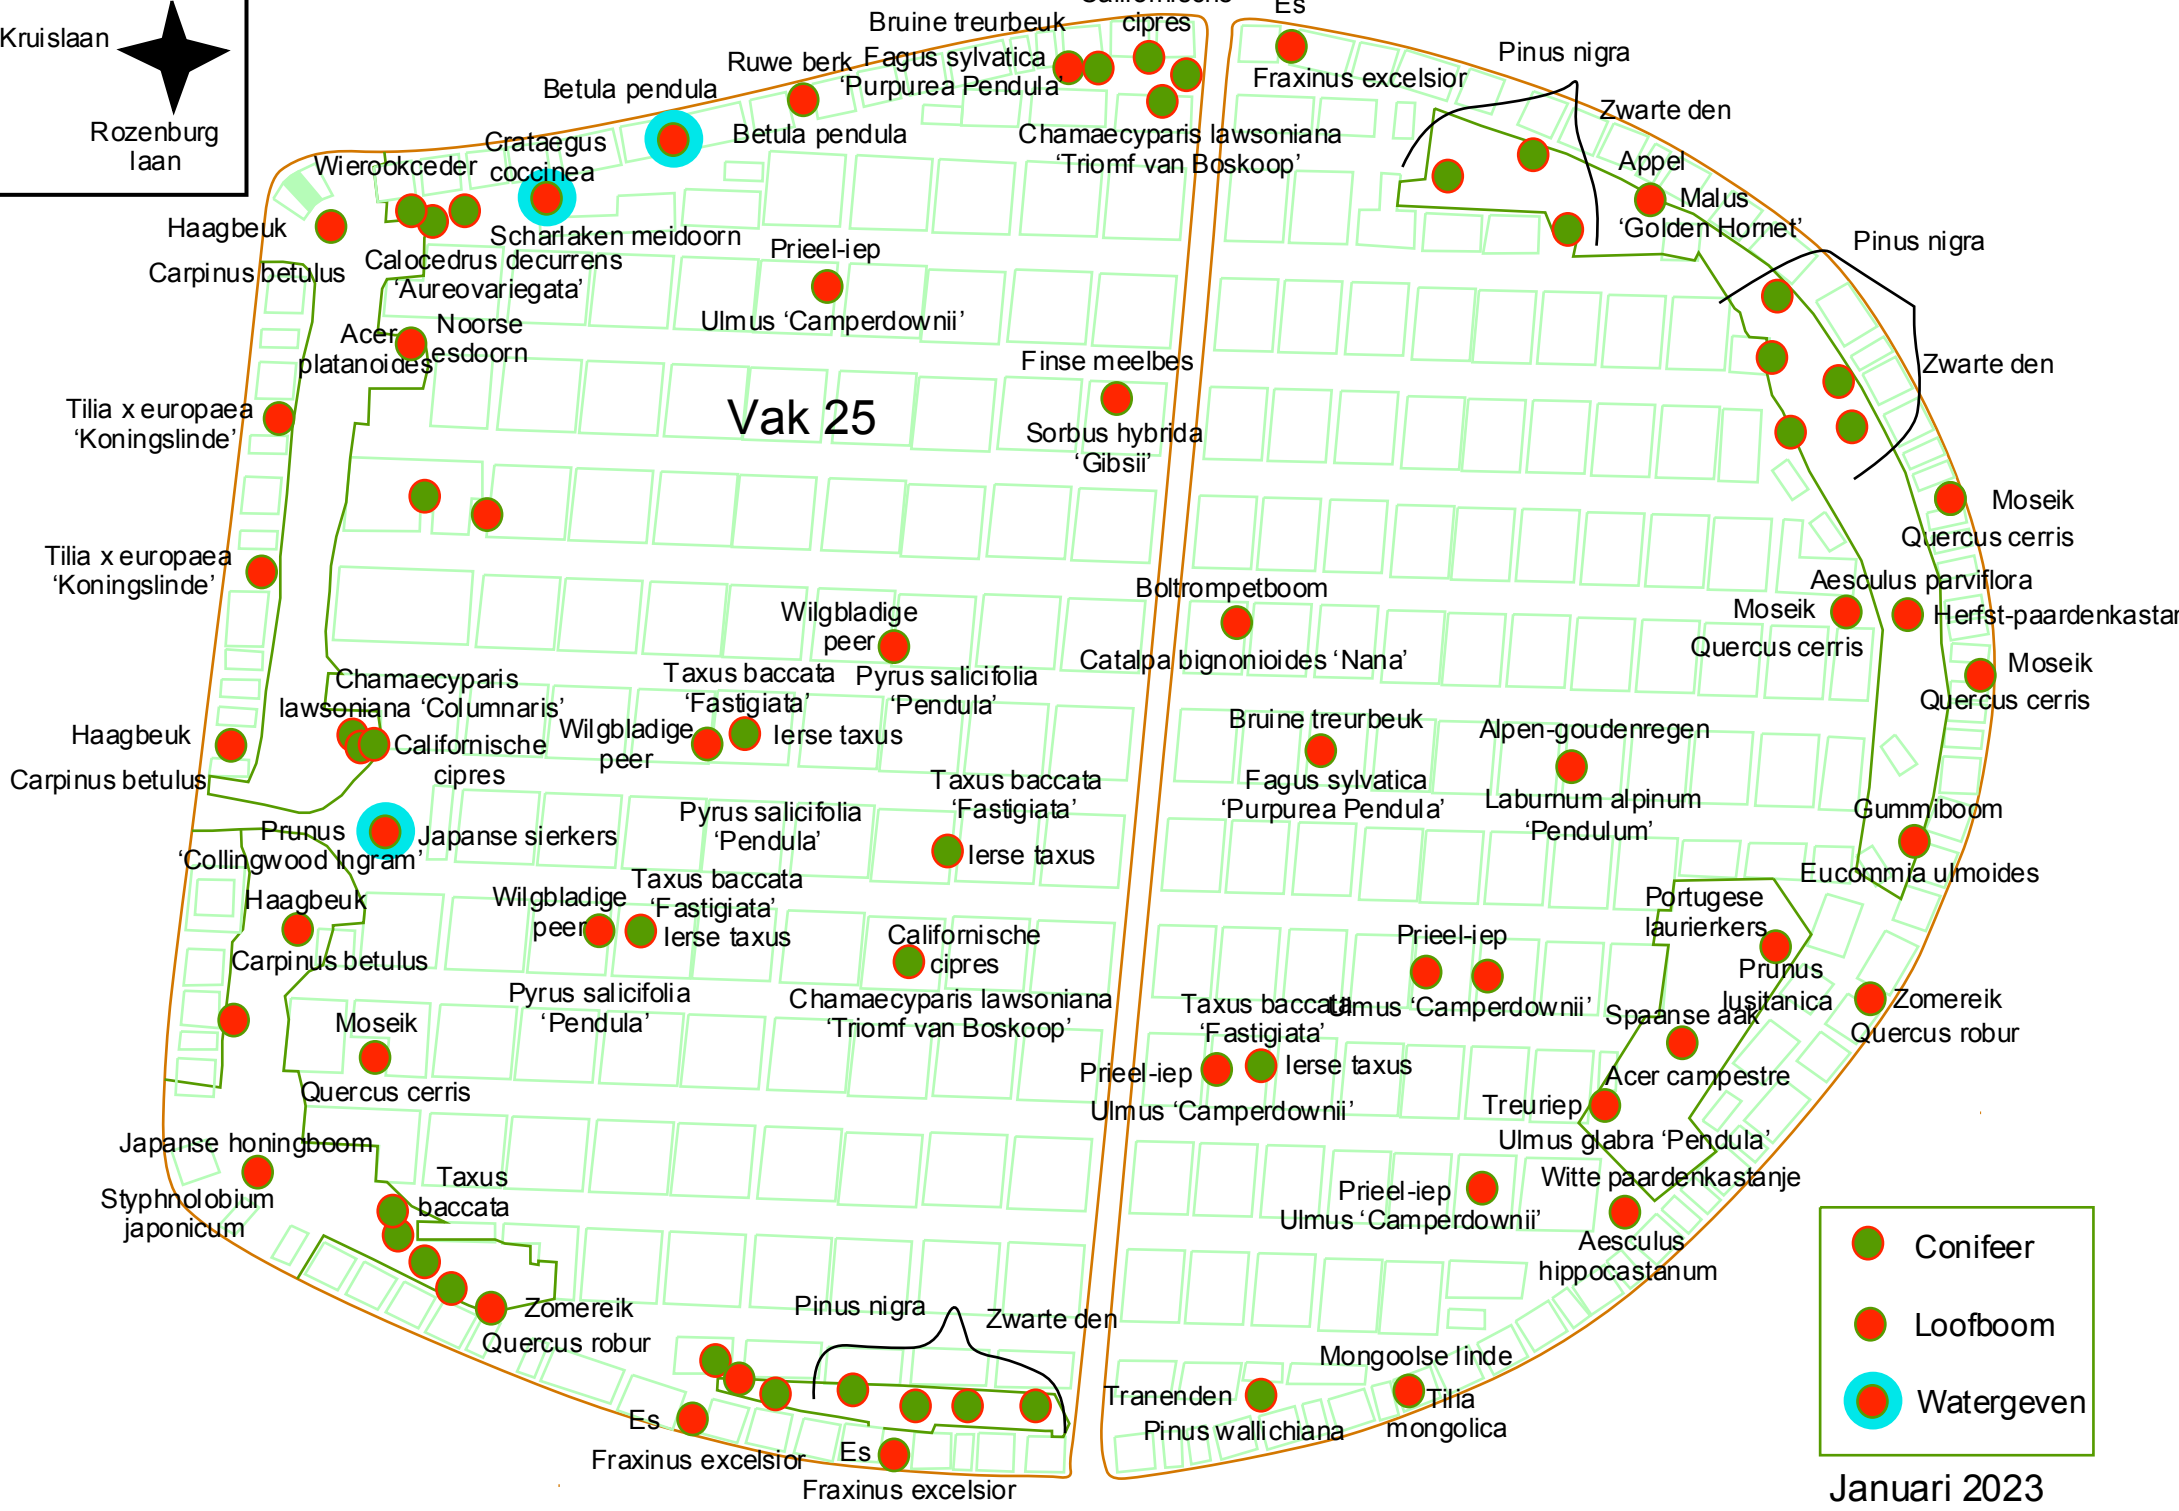 Kruislaan
Rozenburg
laan
Bruine treurbeuk
Fagus sylvatica
‘Purpurea Pendula’
cipres
Chamaecyparis lawsoniana
‘Triomf van Boskoop’
Es
Fraxinus excelsior
Pinus nigra
Zwarte den
Ruwe berk
Betula pendula
Betula pendula
Crataegus
coccinea
Scharlaken meidoorn
Wierookceder
Calocedrus decurrens
‘Aureovariegata’
Haagbeuk
Carpinus betulus
Appel
Malus
‘Golden Hornet’
Pinus nigra
Zwarte den
Prieel-iep
Ulmus ‘Camperdownii’
Acer
platanoides
Noorse
esdoorn
Finse meelbes
Sorbus hybrida
‘Gibsii’
Vak 25
Tilia x europaea
‘Koningslinde’
Tilia x europaea
‘Koningslinde’
Moseik
Quercus cerris
Aesculus parviflora
Herfst-paardenkastan
Moseik
Quercus cerris
Moseik
Quercus cerris
Boltrompetboom
Catalpa bignonioides ‘Nana’
Wilgbladige
peer
Pyrus salicifolia
‘Pendula’
Taxus baccata
‘Fastigiata’
Ierse taxus
Wilgbladige
peer
Pyrus salicifolia
‘Pendula’
Chamaecyparis
lawsoniana ‘Columnaris’
Californische
cipres
Haagbeuk
Carpinus betulus
Bruine treurbeuk
Fagus sylvatica
‘Purpurea Pendula’
Alpen-goudenregen
Laburnum alpinum
‘Pendulum’
Taxus baccata
‘Fastigiata’
Ierse taxus
Prunus
‘Collingwood Ingram’
Japanse sierkers
Gummiboom
Eucommia ulmoides
Haagbeuk
Carpinus betulus
Wilgbladige
peer
Taxus baccata
‘Fastigiata’
Ierse taxus
Pyrus salicifolia
‘Pendula’
Californische
cipres
Chamaecyparis lawsoniana
‘Triomf van Boskoop’
Portugese
laurierkers
Prunus
lusitanica
Prieel-iep
Ulmus ‘Camperdownii’
Zomereik
Quercus robur
Spaanse aak
Acer campestre
Taxus baccata
‘Fastigiata’
Ierse taxus
Prieel-iep
Ulmus ‘Camperdownii’
Moseik
Quercus cerris
Treuriep
Ulmus glabra ‘Pendula’
Japanse honingboom
Styphnolobium
japonicum
Taxus
baccata
Witte paardenkastanje
Aesculus
hippocastanum
Prieel-iep
Ulmus ‘Camperdownii’
Zomereik
Quercus robur
Pinus nigra
Zwarte den
Mongoolse linde
Tilia
mongolica
Tranenden
Pinus wallichiana
Es
Fraxinus excelsior
Es
Fraxinus excelsior
Conifeer
Loofboom
Watergeven
Januari 2023